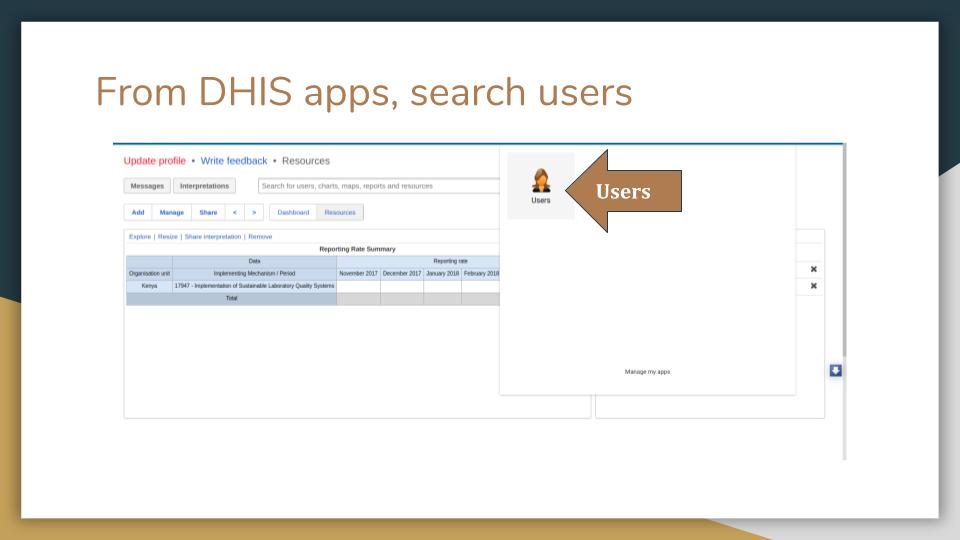 From DHIS apps, search users
Update profile • Write feedback • Resources
Messages Interpretations Search for users, charts, maps, reports and resources
Add Manage Share < > Dashboard Resources
Explore | Resize | Share interpretation | Remove
Reporting Rate Summary
Data Reporting rate
Organisation unit Implementing Mechanism / Period November 2017 December 2017 January 2018 February 2018
Kenya 17947 - Implementation of Sustainable Laboratory Quality Systems
Total
Users
Users
Manage my apps